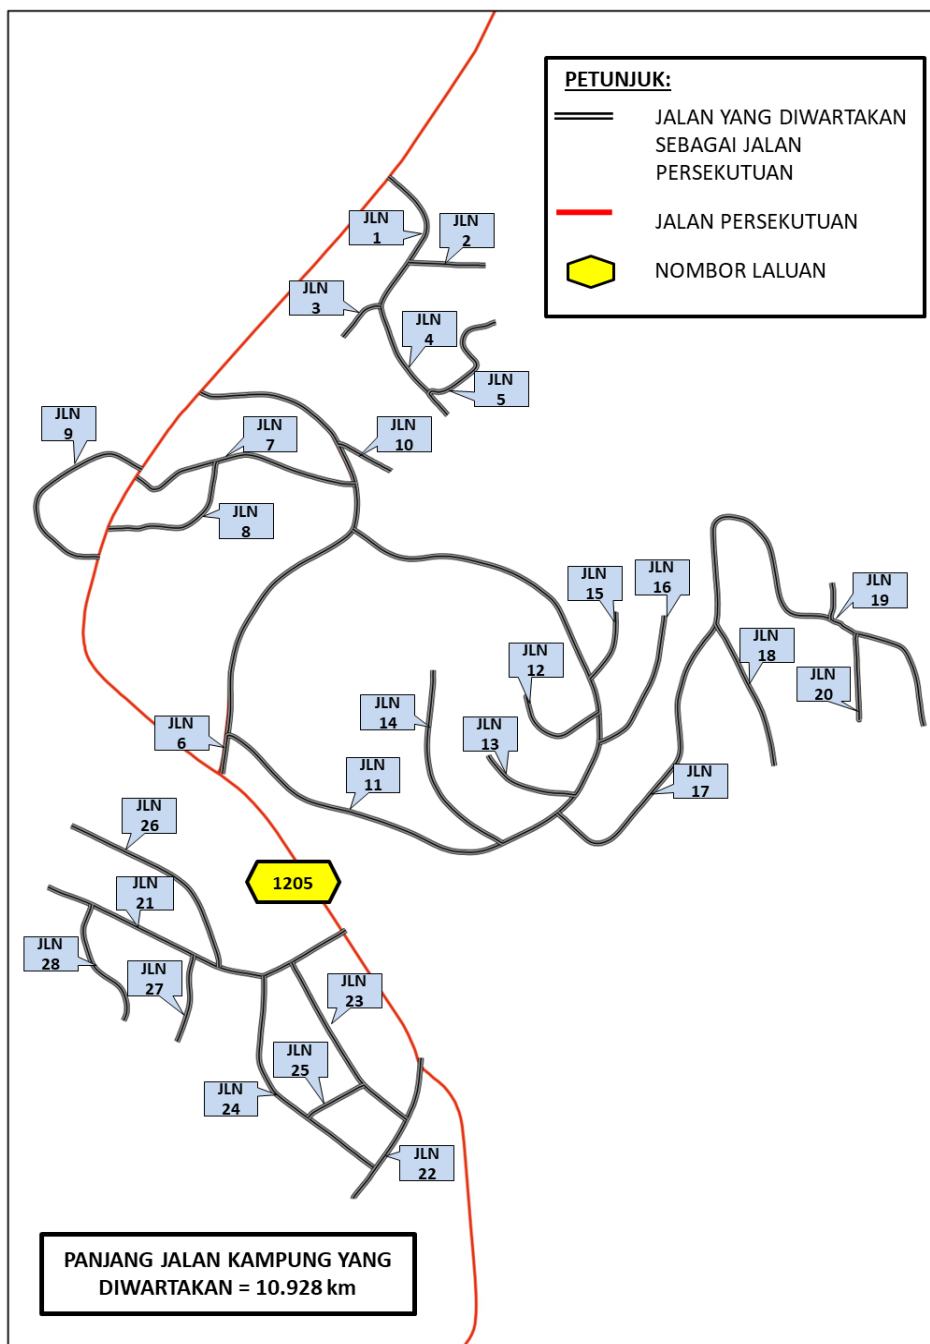 PETUNJUK:
JALAN YANG DIWARTAKAN
SEBAGAI JALAN
PERSEKUTUAN
JALAN PERSEKUTUAN
NOMBOR LALUAN
JLN
1
JLN
2
JLN
3
JLN
4
JLN
5
JLN
9
JLN
7
JLN
10
JLN
8
JLN
15
JLN
16
JLN
19
JLN
18
JLN
12
JLN
20
JLN
14
JLN
13
JLN
6
JLN
11
JLN
17
JLN
26
1205
JLN
21
JLN
28
JLN
27
JLN
23
JLN
25
JLN
24
JLN
22
PANJANG JALAN KAMPUNG YANG
DIWARTAKAN = 10.928 km